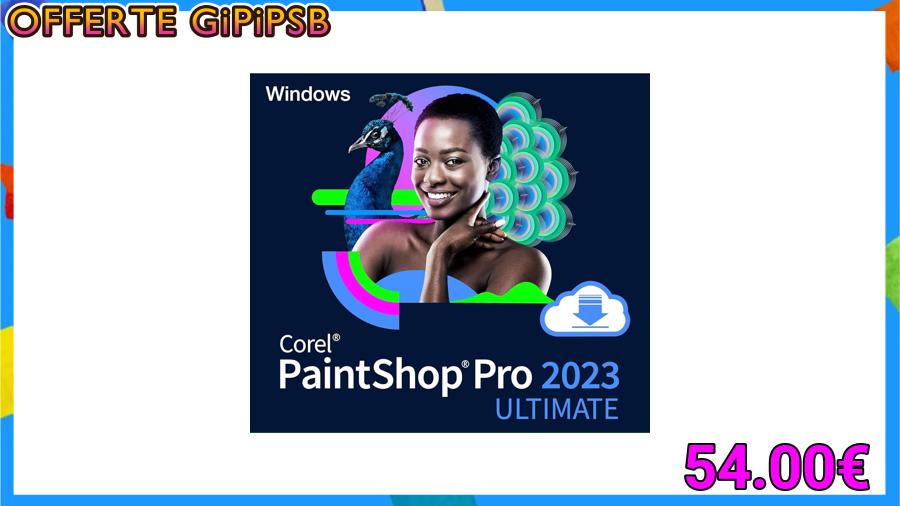 OFFERTE GiPiPSB
Windows
Corel®
PaintShop® Pro 2023
ULTIMATE
54.00€